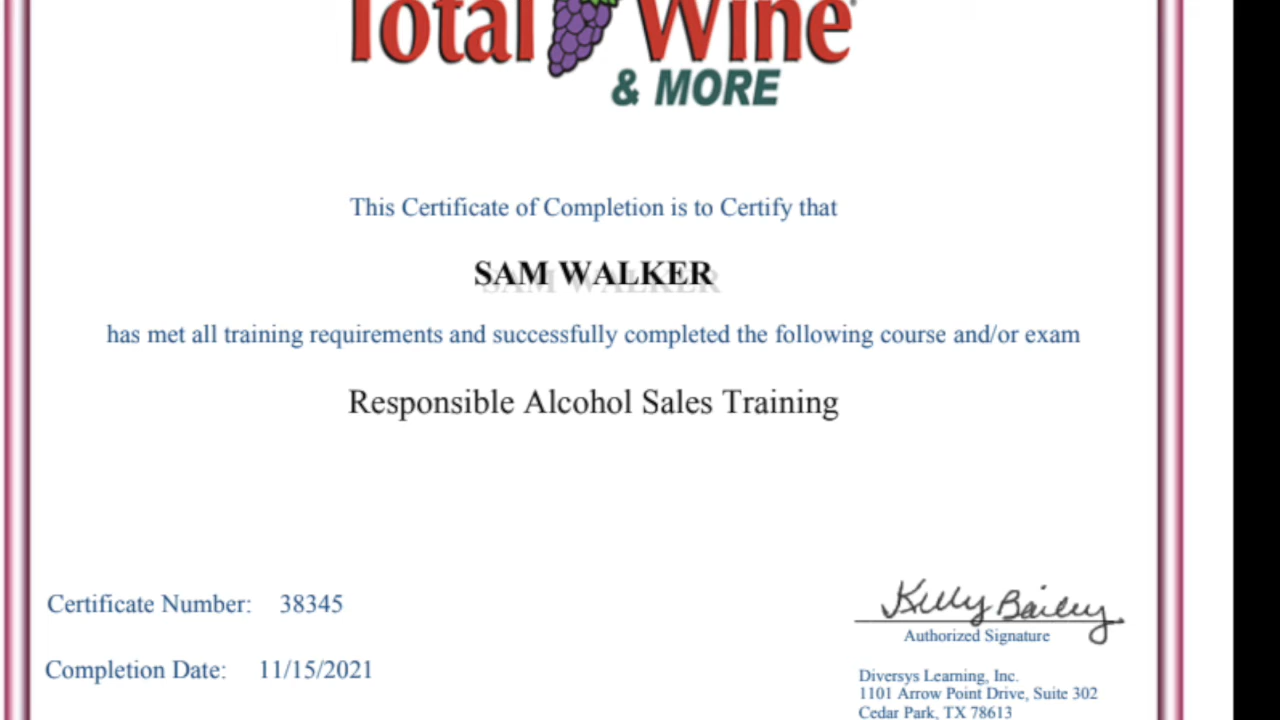 Total Wine
& MORE
This Certificate of Completion is to Certify that
SAM WALKER
has met all training requirements and successfully completed the following course and/or exam
Responsible Alcohol Sales Training
Certificate Number: 38345
Kelly Bailey
Authorized Signature
Completion Date: 11/15/2021
Diversys Learning, Inc.
1101 Arrow Point Drive, Suite 302
Cedar Park, TX 78613